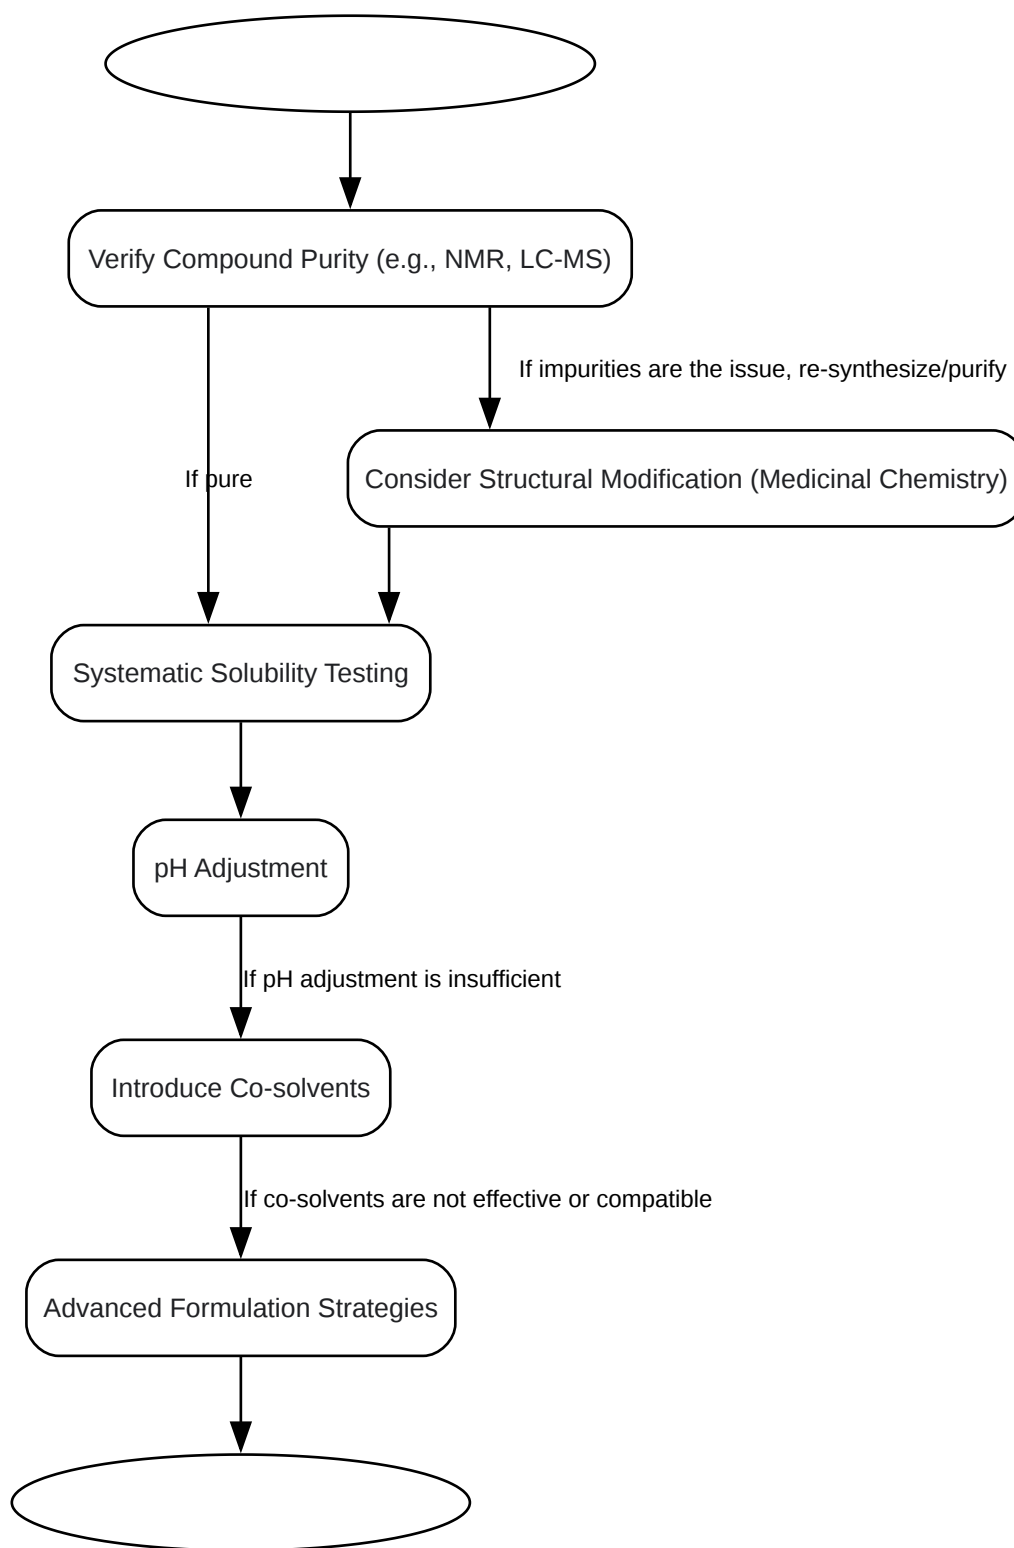 Verify Compound Purity (e.g., NMR, LC-MS)
If impurities are the issue, re-synthesize/purify
If pure
Consider Structural Modification (Medicinal Chemistry)
Systematic Solubility Testing
pH Adjustment
If pH adjustment is insufficient
Introduce Co-solvents
If co-solvents are not effective or compatible
Advanced Formulation Strategies